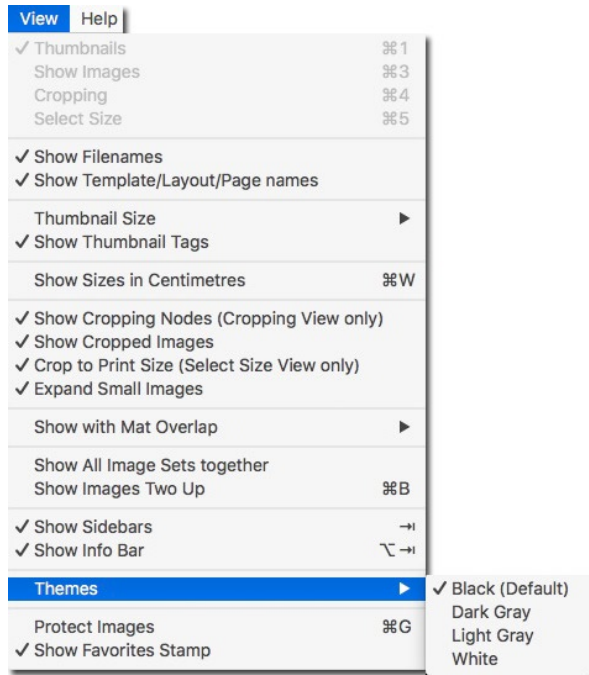 View Help
✓ Thumbnails ⌘1
Show Images ⌘3
Cropping ⌘4
Select Size ⌘5
✓ Show Filenames
✓ Show Template/Layout/Page names
Thumbnail Size ▶
✓ Show Thumbnail Tags
Show Sizes in Centimetres ⌘W
✓ Show Cropping Nodes (Cropping View only)
✓ Show Cropped Images
✓ Crop to Print Size (Select Size View only)
✓ Expand Small Images
Show with Mat Overlap ▶
Show All Image Sets together
Show Images Two Up ⌘B
✓ Show Sidebars ⇥
✓ Show Info Bar ⌥⇥
Themes ▶ ✓ Black (Default)
Dark Gray
Protect Images ⌘G Light Gray
✓ Show Favorites Stamp White